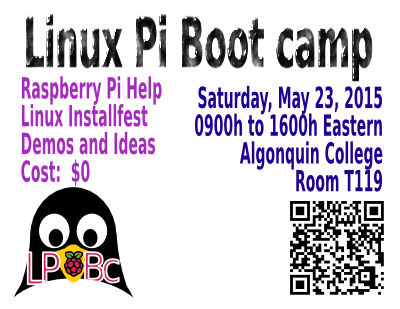 Linux Pi Boot camp
Raspberry Pi Help
Linux Installfest
Demos and Ideas
Cost: $0
Saturday, May 23, 2015
0900h to 1600h Eastern
Algonquin College
Room T119
LPBC